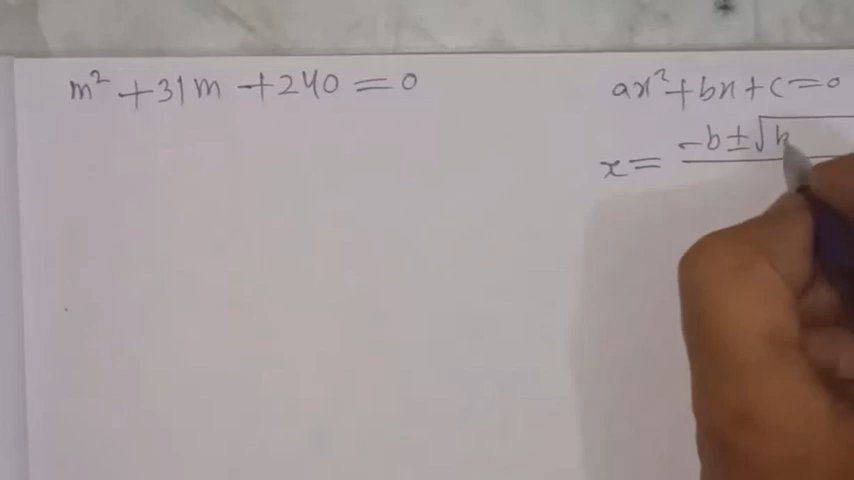 m² + 31m + 240 = 0
ax² + bx + c = 0
x = -b ± √b